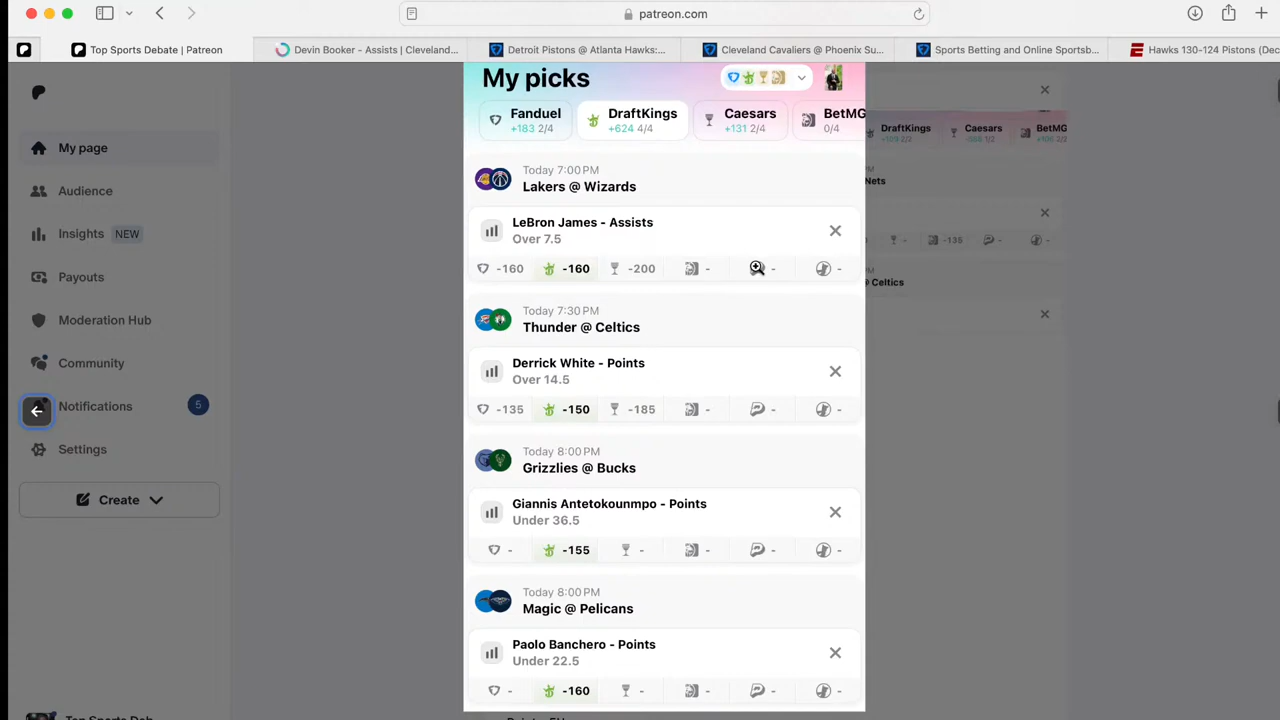 patreon.com
Top Sports Debate | Patreon
Devin Booker - Assists | Cleveland...
Detroit Pistons @ Atlanta Hawks:...
Cleveland Cavaliers @ Phoenix Su...
Sports Betting and Online Sportsb...
Hawks 130-124 Pistons (Dec
My page
Audience
Insights NEW
Payouts
Moderation Hub
Community
Notifications 5
Settings
Create
Top Sports Deb
My picks
Fanduel
+183 2/4
DraftKings
+624 4/4
Caesars
+131 2/4
BetMG
0/4
Today 7:00 PM
Lakers @ Wizards
LeBron James - Assists
Over 7.5
-160 -160 -200 - - -
Today 7:30 PM
Thunder @ Celtics
Derrick White - Points
Over 14.5
-135 -150 -185 - - -
Today 8:00 PM
Grizzlies @ Bucks
Giannis Antetokounmpo - Points
Under 36.5
- -155 - - - -
Today 8:00 PM
Magic @ Pelicans
Paolo Banchero - Points
Under 22.5
- -160 - - - -
DraftKings
Caesars
BetMG
Nets
- -135 - -
@ Celtics